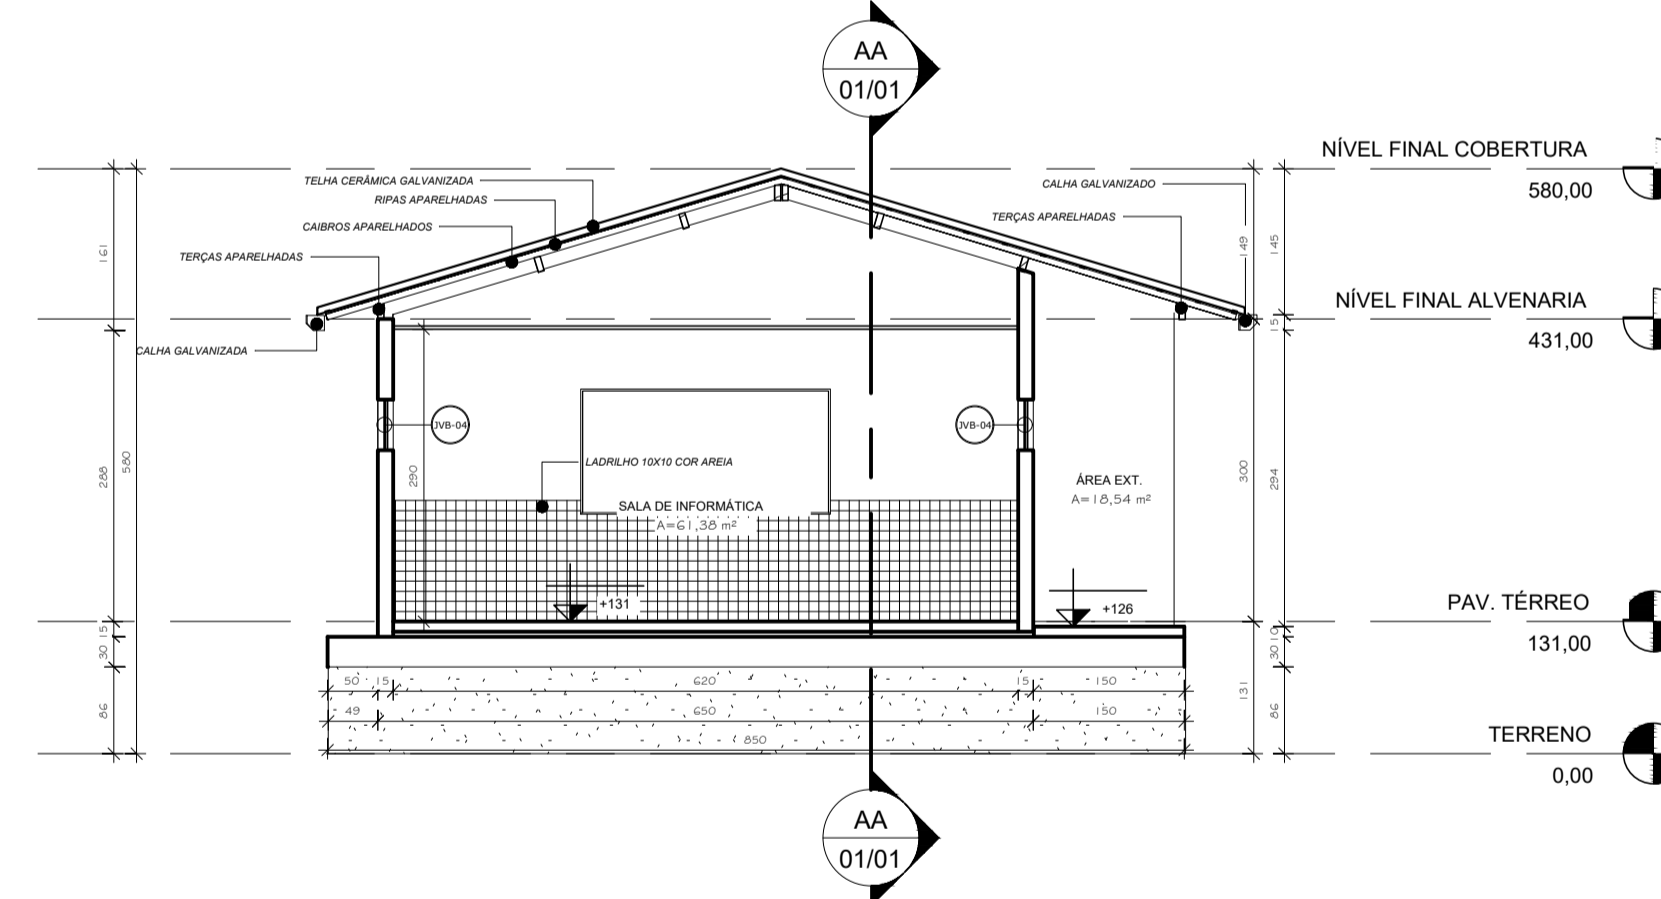 AA
01/01
NÍVEL FINAL COBERTURA
580,00
TELHA CERÂMICA GALVANIZADA
CALHA GALVANIZADO
RIPAS APARELHADAS
TERÇAS APARELHADAS
CAIBROS APARELHADOS
TERÇAS APARELHADAS
161
149
145
NÍVEL FINAL ALVENARIA
431,00
15
CALHA GALVANIZADA
JVB-04
JVB-04
288
580
290
LADRILHO 10X10 COR AREIA
SALA DE INFORMÁTICA
A=61,38 m²
ÁREA EXT.
A=18,54 m²
300
294
+131
+126
PAV. TÉRREO
131,00
15
30
10
30
50
15
620
15
150
49
650
150
850
86
131
86
TERRENO
0,00
AA
01/01